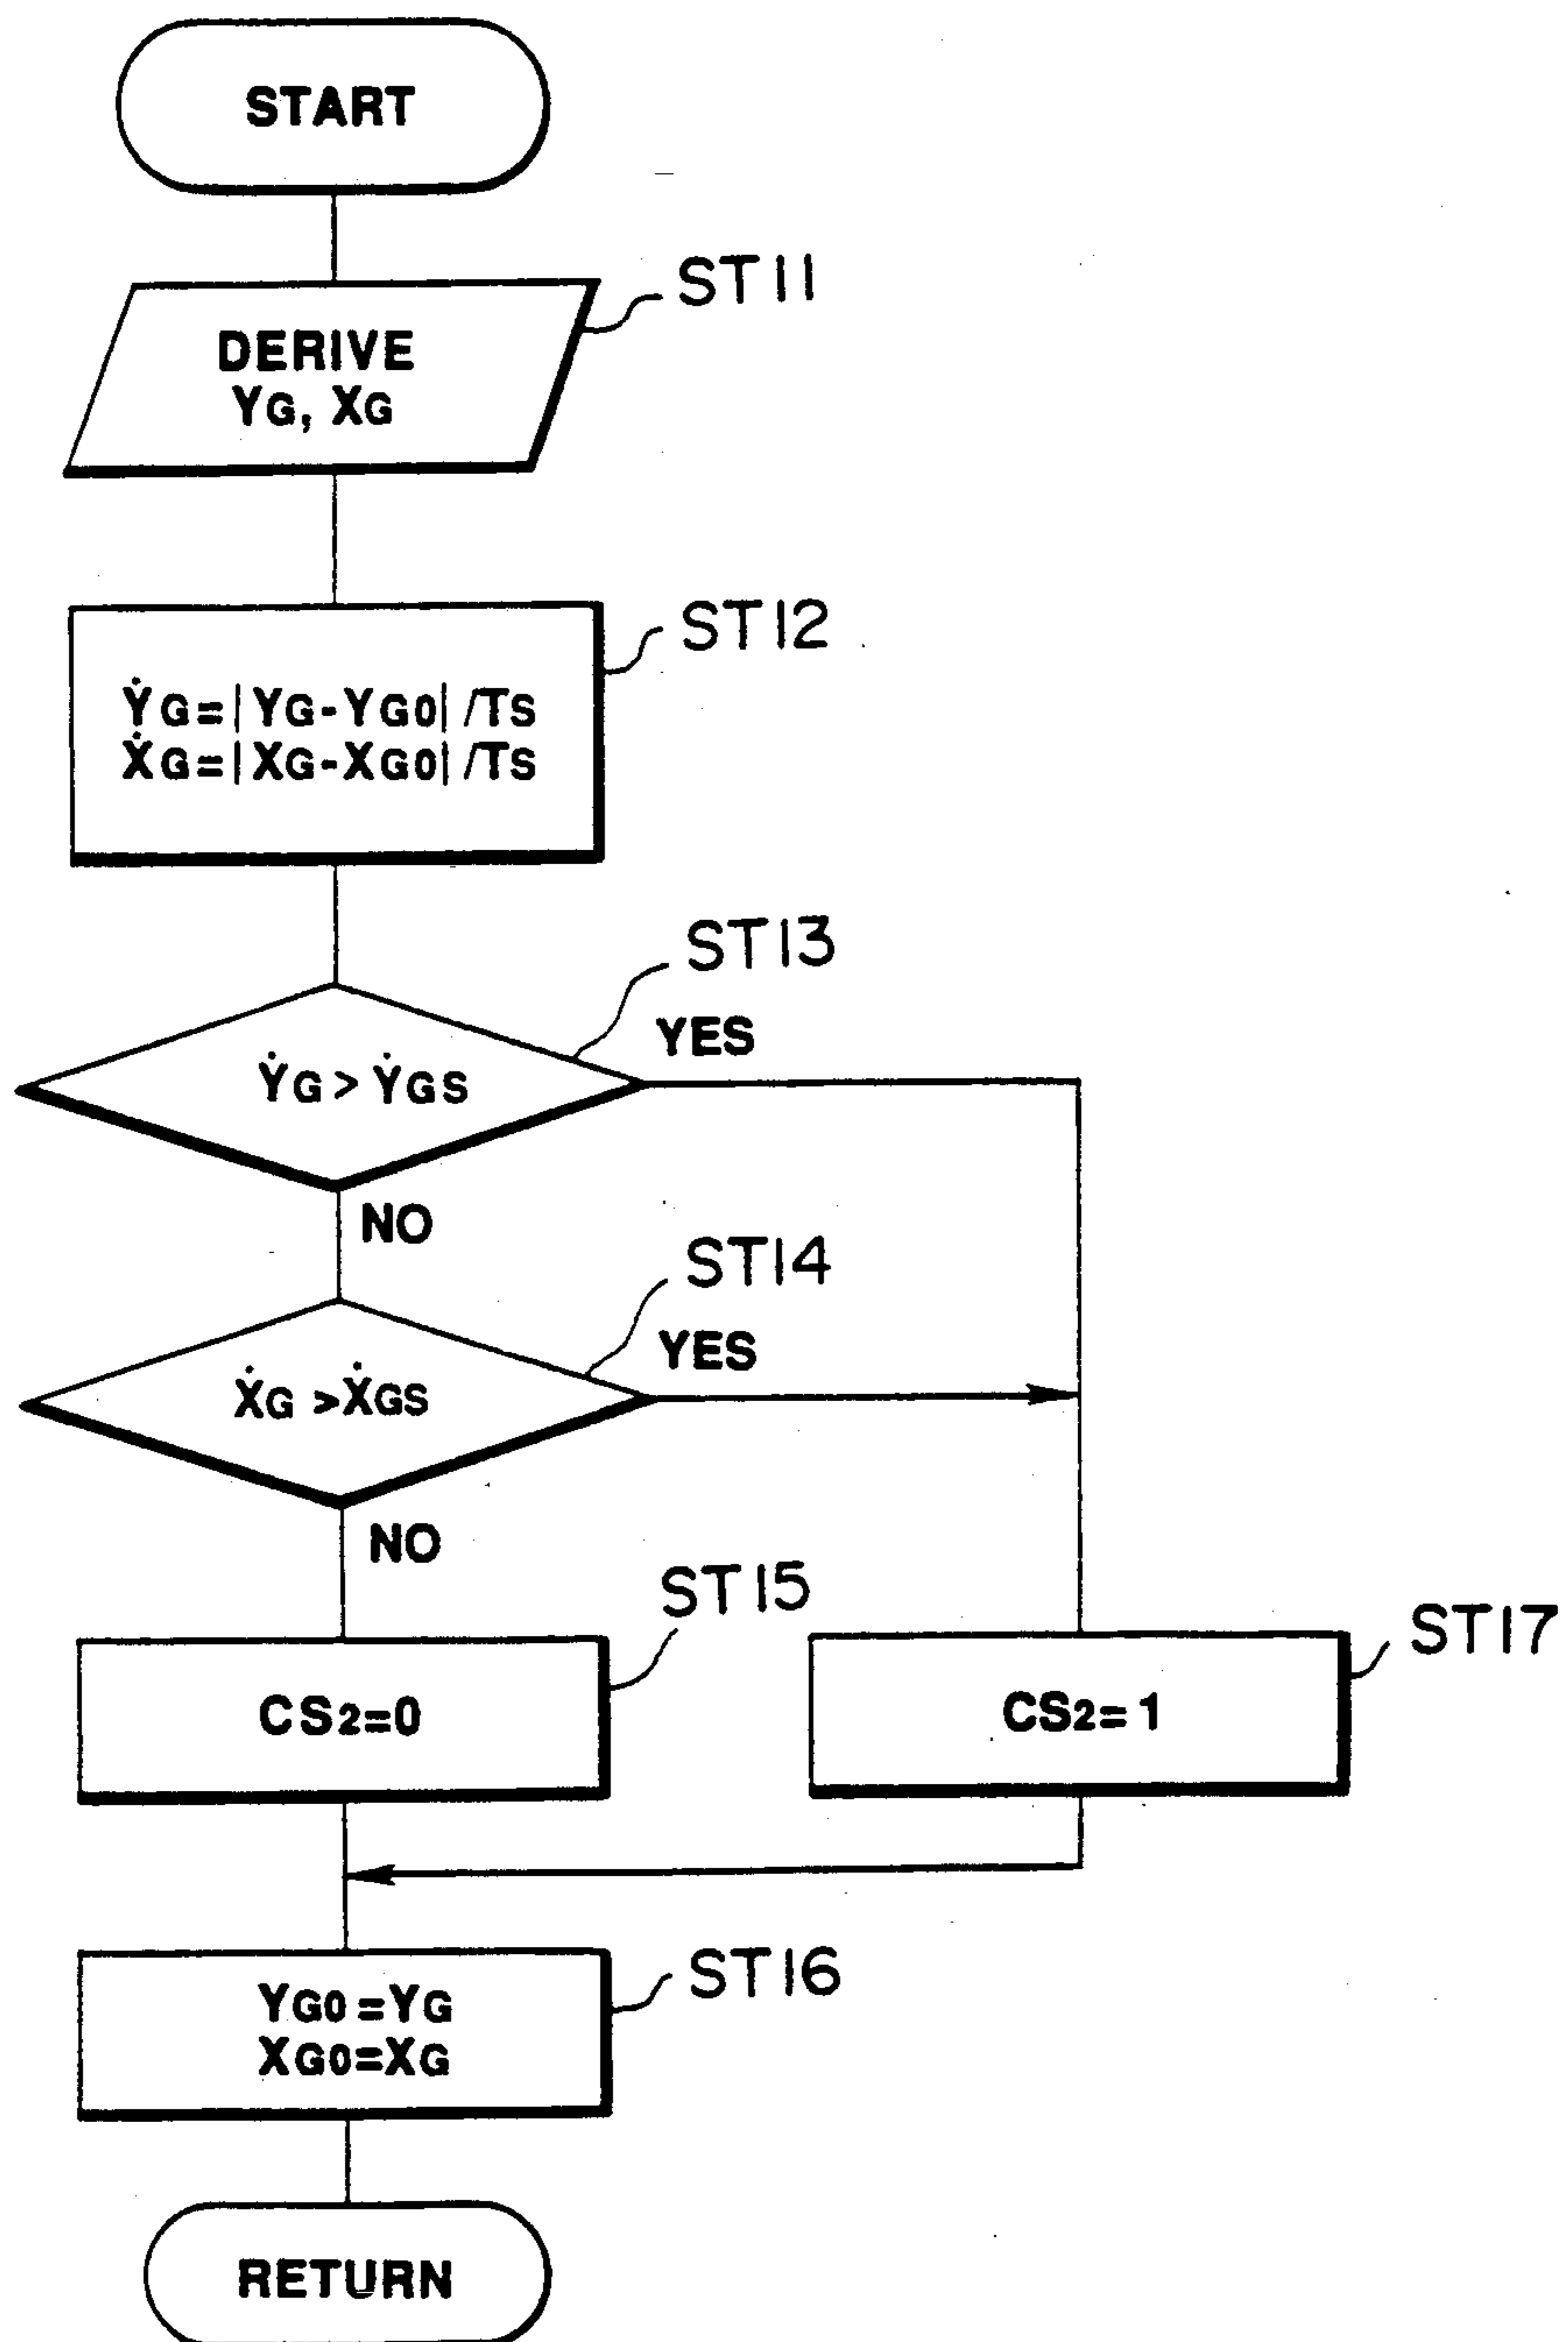 START
ST11
DERIVE
YG, XG
ST12
ẎG=|YG-YG0|/TS
ẊG=|XG-XG0|/TS
ST13
YES
ẎG > ẎGS
NO
ST14
YES
ẊG >ẊGS
NO
ST15
CS2=0
ST17
CS2=1
ST16
YG0=YG
XG0=XG
RETURN